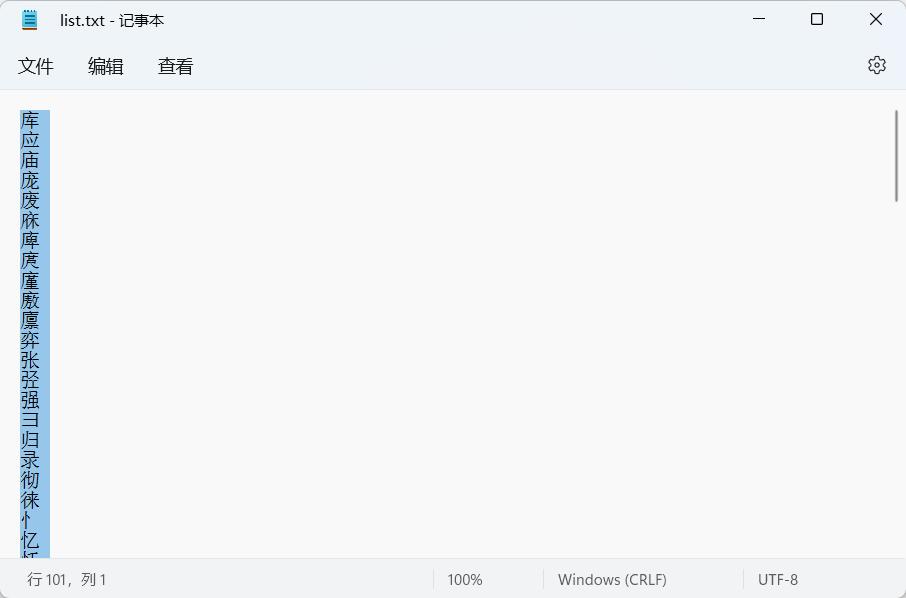 list.txt - 记事本
文件 编辑 查看
库
应
庙
庞
废
庥
庳
庹
廑
廒
廪
弈
张
弪
强
彐
归
录
彻
徕
忄
忆
行 101，列 1 100% Windows (CRLF) UTF-8